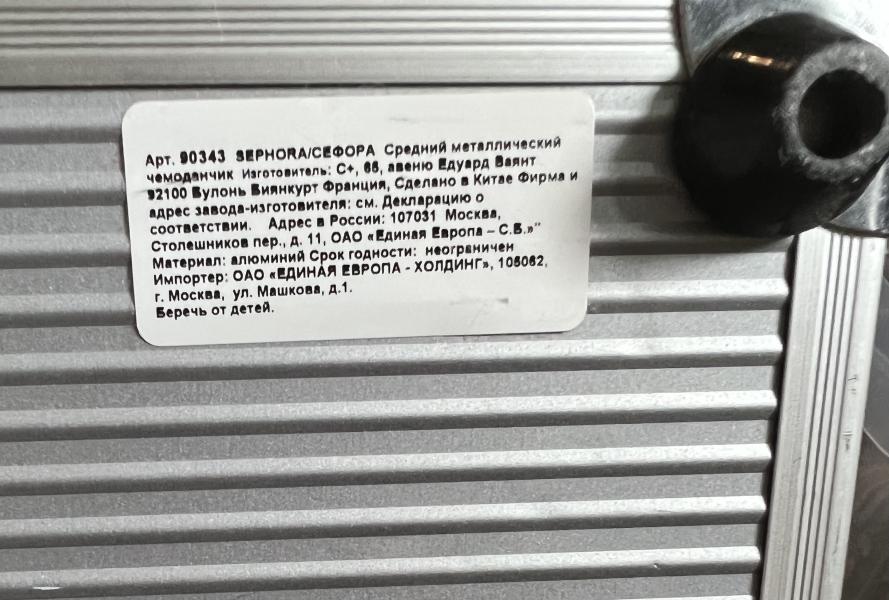 Арт. 90343 SEPHORA/СЕФОРА Средний металлический
чемоданчик Изготовитель: С+, 66, авеню Едуард Ваянт
92100 Булонь Биянкурт Франция, Сделано в Китае Фирма и
адрес завода-изготовителя: см. Декларацию о
соответствии. Адрес в России: 107031 Москва,
Столешников пер., д. 11, ОАО «Единая Европа – С.Б.»"
Материал: алюминий Срок годности: неограничен
Импортер: ОАО «ЕДИНАЯ ЕВРОПА - ХОЛДИНГ», 105062,
г. Москва, ул. Машкова, д.1.
Беречь от детей.